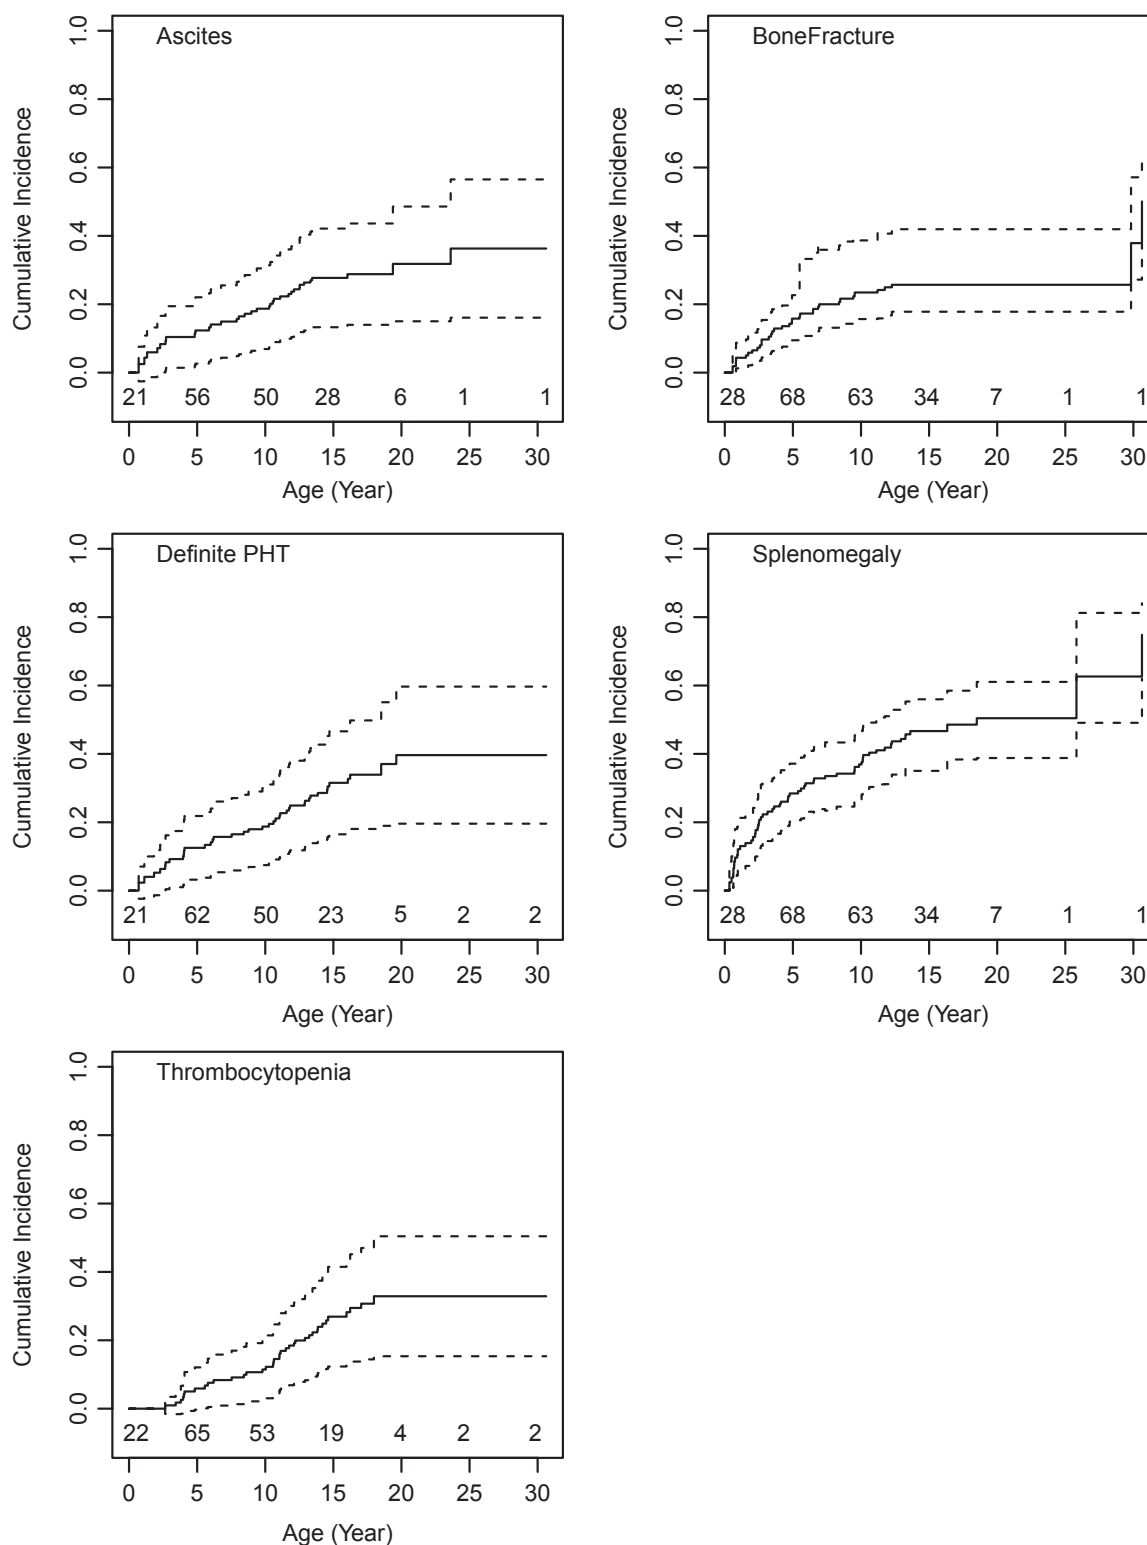 Ascites
Cumulative Incidence
1.0
0.8
0.6
0.4
0.2
0.0
21 56 50 28 6 1 1
0 5 10 15 20 25 30
Age (Year)
BoneFracture
Cumulative Incidence
1.0
0.8
0.6
0.4
0.2
0.0
28 68 63 34 7 1 1
0 5 10 15 20 25 30
Age (Year)
Definite PHT
Cumulative Incidence
1.0
0.8
0.6
0.4
0.2
0.0
21 62 50 23 5 2 2
0 5 10 15 20 25 30
Age (Year)
Splenomegaly
Cumulative Incidence
1.0
0.8
0.6
0.4
0.2
0.0
28 68 63 34 7 1 1
0 5 10 15 20 25 30
Age (Year)
Thrombocytopenia
Cumulative Incidence
1.0
0.8
0.6
0.4
0.2
0.0
22 65 53 19 4 2 2
0 5 10 15 20 25 30
Age (Year)